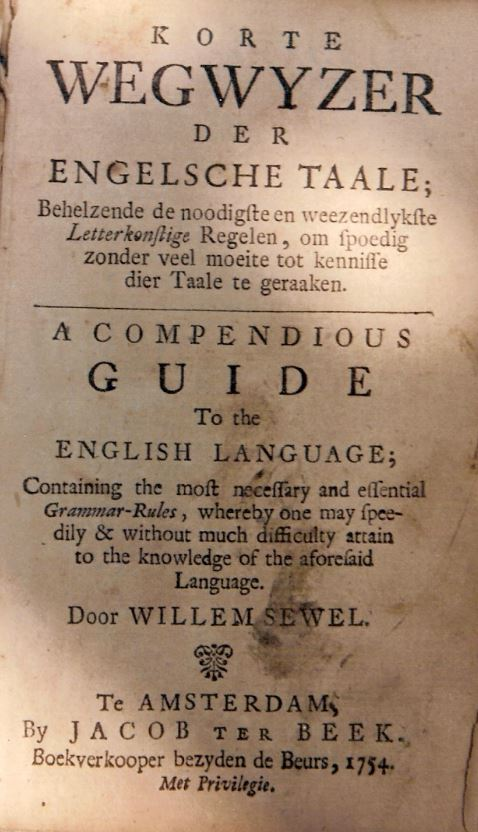 KORTE
WEGWYZER
DER
ENGELSCHE TAALE;
Behelzende de noodigſte en weezendlykſte
Letterkonſtige Regelen, om ſpoedig
zonder veel moeite tot kenniſſe
dier Taale te geraaken.
A COMPENDIOUS
GUIDE
To the
ENGLISH LANGUAGE;
Containing the moſt neceſſary and eſſential
Grammar-Rules, whereby one may ſpee-
dily & without much difficulty attain
to the knowledge of the aforeſaid
Language.
Door WILLEM SEWEL.
Te AMSTERDAM,
By JACOB TER BEEK.
Boekverkooper bezyden de Beurs, 1754.
Met Privilegie.